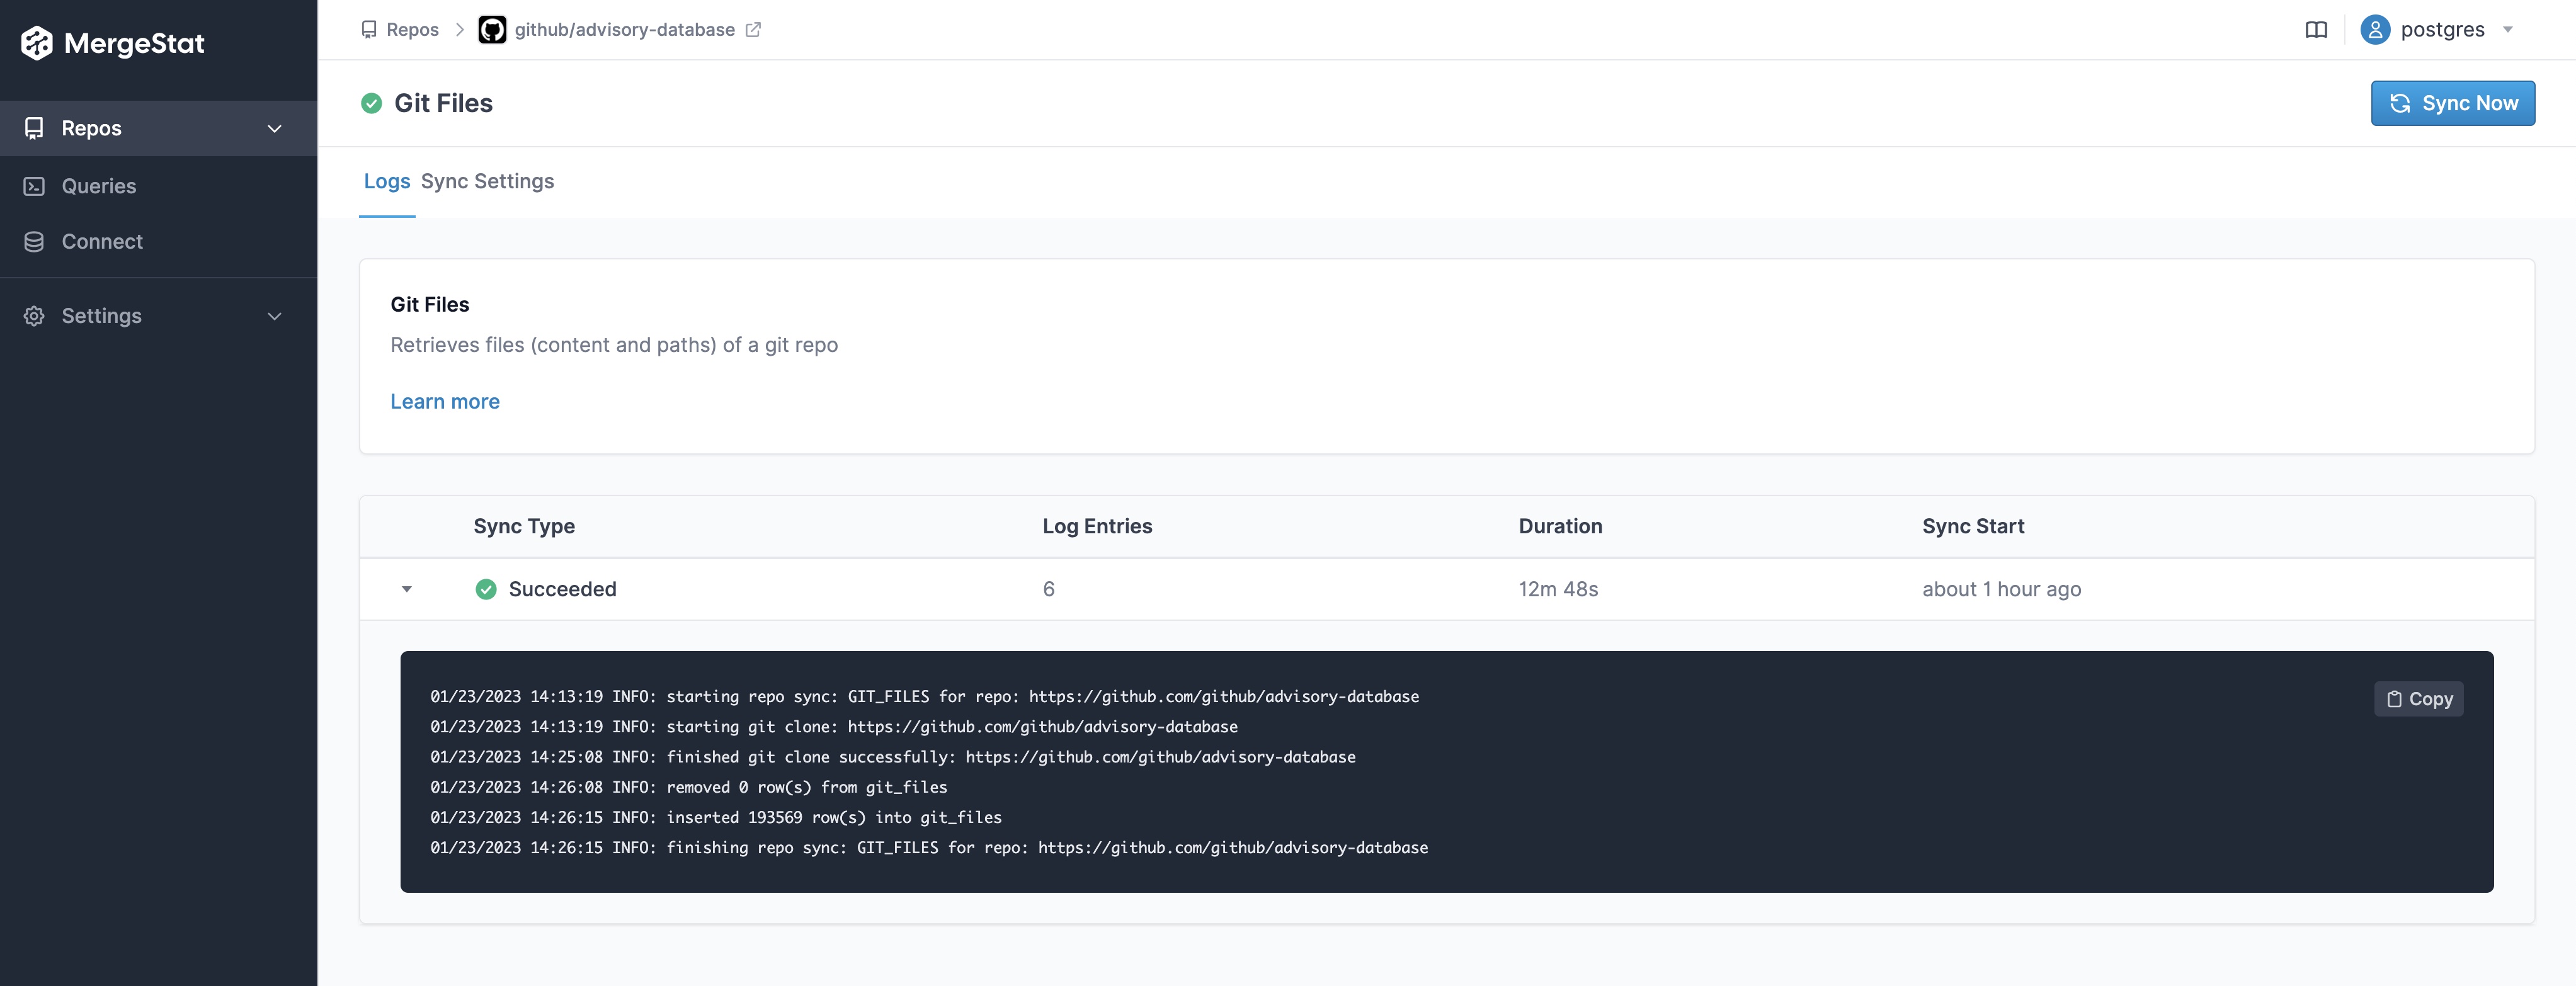 MergeStat
Repos
Queries
Connect
Settings
Repos github/advisory-database
postgres
Git Files
Sync Now
Logs Sync Settings
Git Files
Retrieves files (content and paths) of a git repo
Learn more
Sync Type Log Entries Duration Sync Start
Succeeded 6 12m 48s about 1 hour ago
Copy
01/23/2023 14:13:19 INFO: starting repo sync: GIT_FILES for repo: https://github.com/github/advisory-database
01/23/2023 14:13:19 INFO: starting git clone: https://github.com/github/advisory-database
01/23/2023 14:25:08 INFO: finished git clone successfully: https://github.com/github/advisory-database
01/23/2023 14:26:08 INFO: removed 0 row(s) from git_files
01/23/2023 14:26:15 INFO: inserted 193569 row(s) into git_files
01/23/2023 14:26:15 INFO: finishing repo sync: GIT_FILES for repo: https://github.com/github/advisory-database